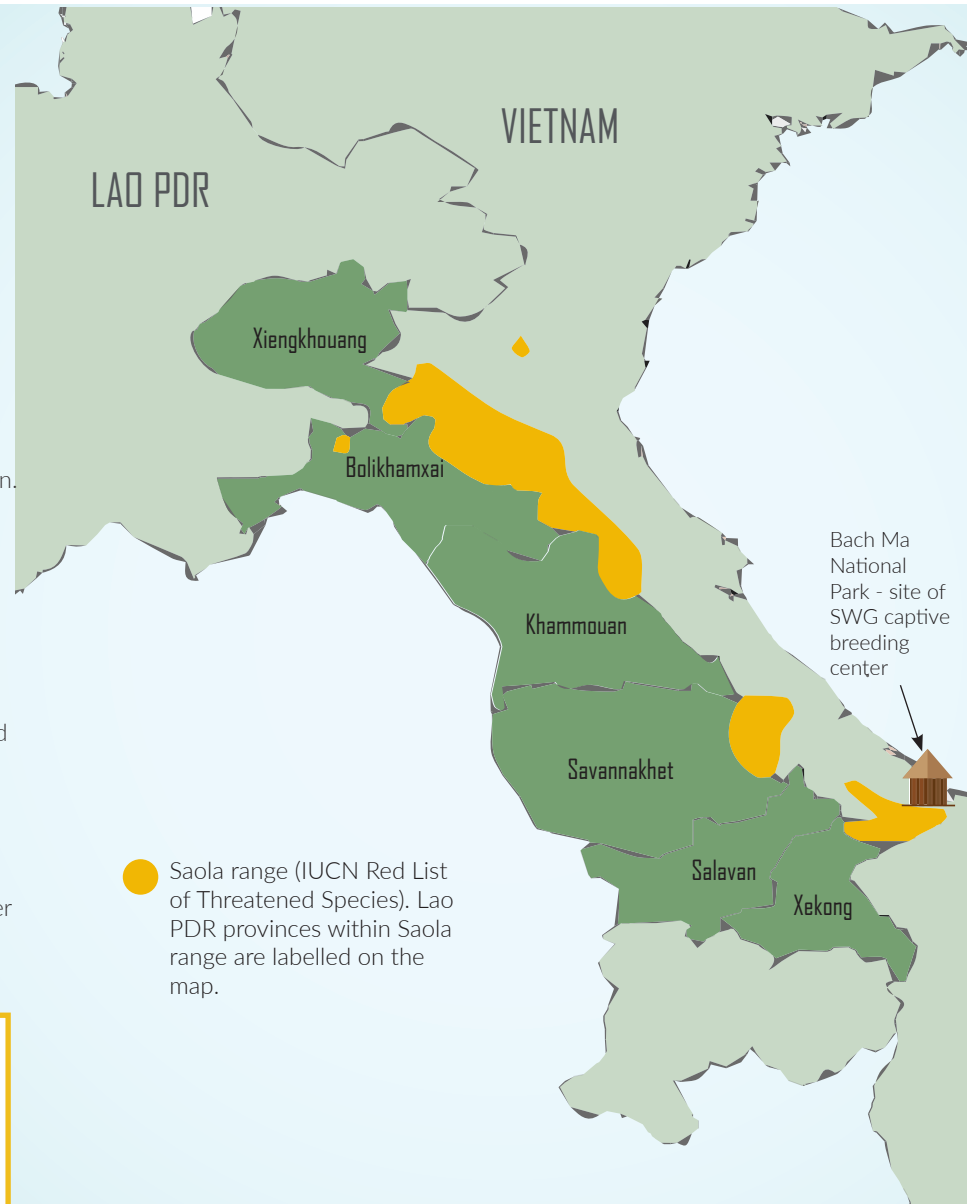 VIETNAM
LAO PDR
Xiengkhouang
Bolikhamxai
n.
Bach Ma
National
Park - site of
SWG captive
breeding
center
Khammouan
d
Savannakhet
Saola range (IUCN Red List
of Threatened Species). Lao
PDR provinces within Saola
range are labelled on the
map.
Salavan
Xekong
er